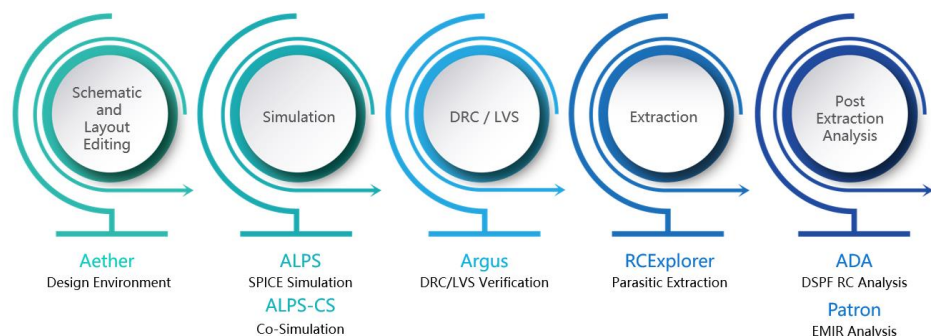 Schematic
and
Layout
Editing
Simulation
DRC / LVS
Extraction
Post
Extraction
Analysis
Aether
Design Environment
ALPS
SPICE Simulation
ALPS-CS
Co-Simulation
Argus
DRC/LVS Verification
RCExplorer
Parasitic Extraction
ADA
DSPF RC Analysis
Patron
EMIR Analysis